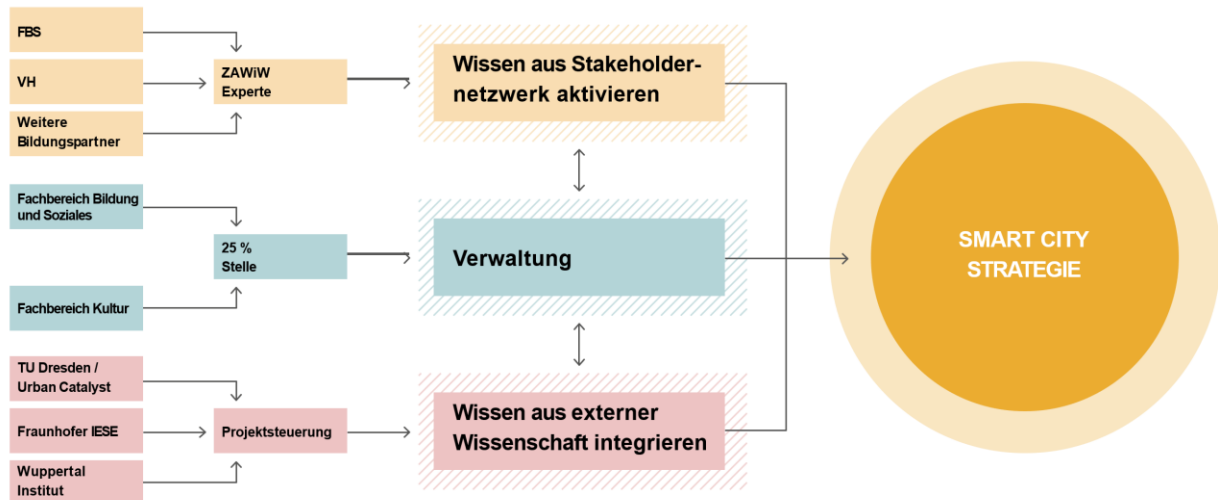 FBS
VH
Weitere
Bildungspartner
ZAWiW
Experte
Wissen aus Stakeholder-
netzwerk aktivieren
Fachbereich Bildung
und Soziales
Fachbereich Kultur
25 %
Stelle
Verwaltung
TU Dresden /
Urban Catalyst
Fraunhofer IESE
Wuppertal
Institut
Projektsteuerung
Wissen aus externer
Wissenschaft integrieren
SMART CITY
STRATEGIE